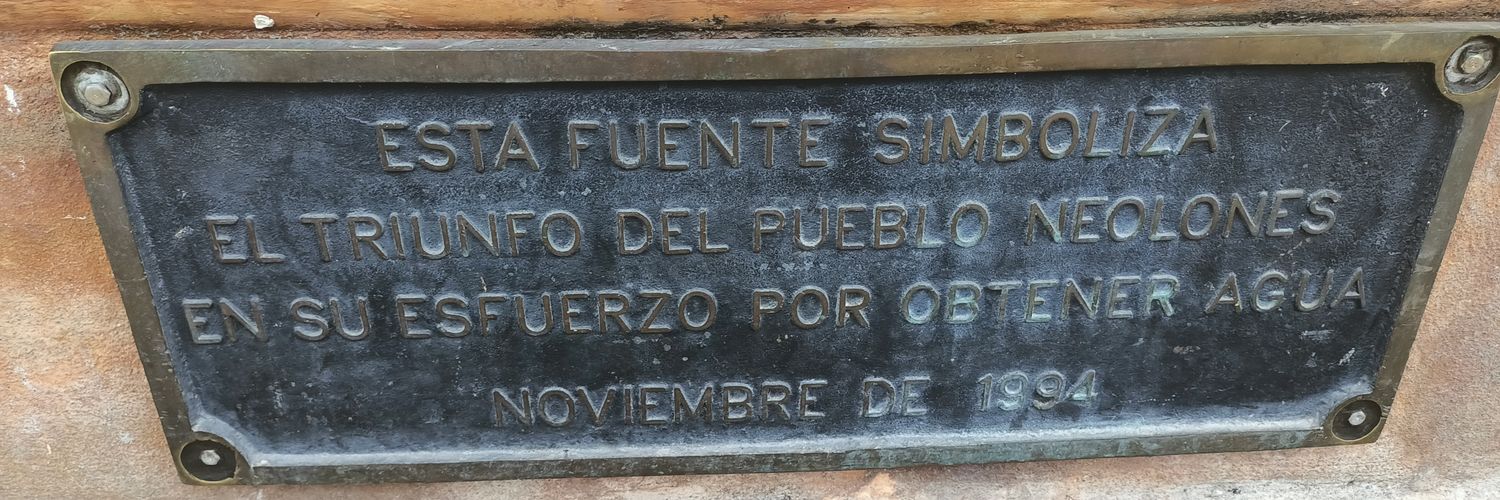 ESTA FUENTE SIMBOLIZA
EL TRIUNFO DEL PUEBLO NEOLONES
EN SU ESFUERZO POR OBTENER AGUA
NOVIEMBRE DE 1994